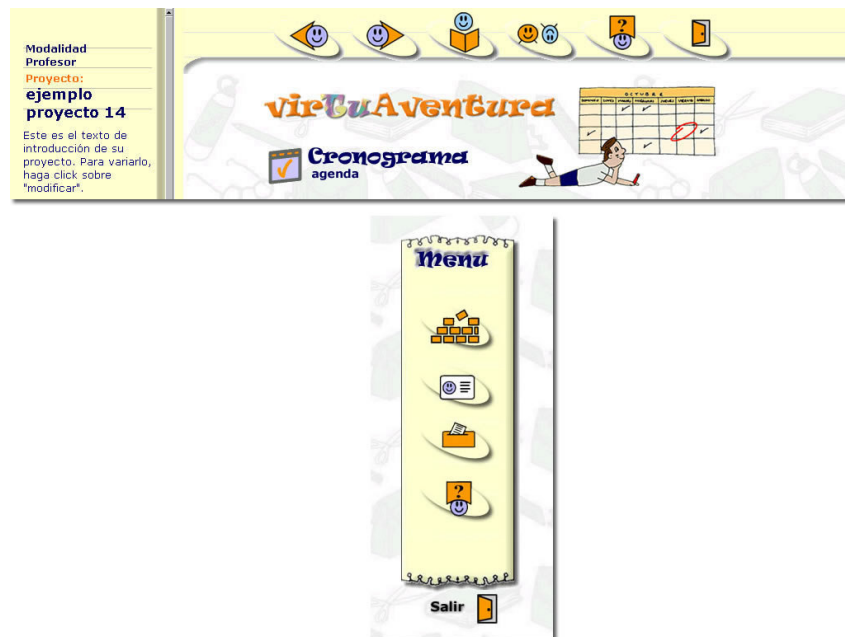 Modalidad
Profesor
Proyecto:
ejemplo
proyecto 14
Este es el texto de
introducción de su
proyecto. Para variarlo,
haga click sobre
"modificar".
virTuAventura
Cronograma
agenda
OCTUBRE
?
Menu
?
Salir